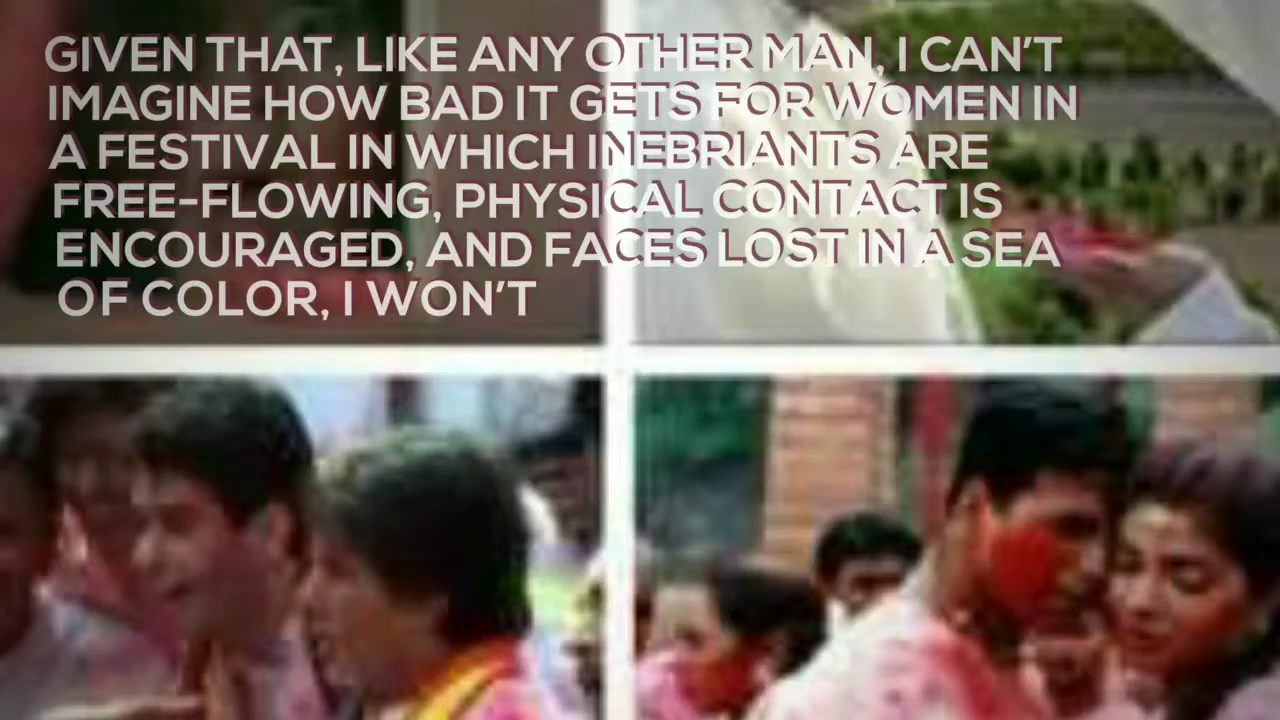 GIVEN THAT, LIKE ANY OTHER MAN, I CAN'T
IMAGINE HOW BAD IT GETS FOR WOMEN IN
A FESTIVAL IN WHICH INEBRIANTS ARE
FREE-FLOWING, PHYSICAL CONTACT IS
ENCOURAGED, AND FACES LOST IN A SEA
OF COLOR, I WON'T